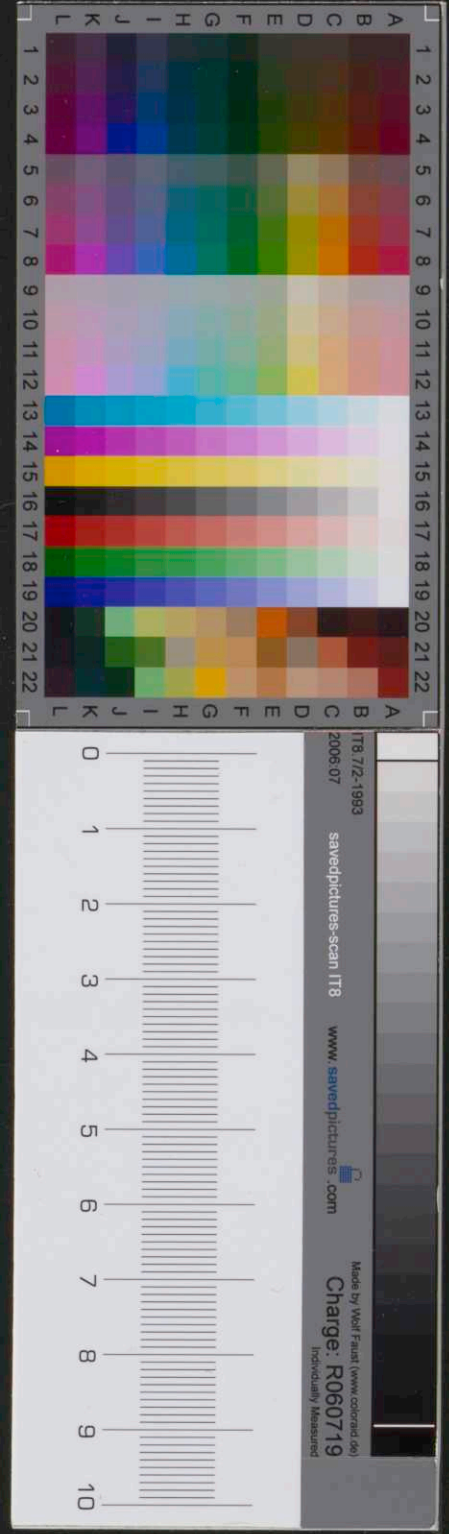 L K J I H G F E D C B A
1 2 3 4 5 6 7 8 9 10 11 12 13 14 15 16 17 18 19 20 21 22
1 2 3 4 5 6 7 8 9 10 11 12 13 14 15 16 17 18 19 20 21 22
L K J I H G F E D C B A
IT8.7/2-1993
2006:07
savedpictures-scan IT8
www.savedpictures.com
Made by Wolf Faust (www.coloraid.de)
Charge: R060719
Individually Measured
0 1 2 3 4 5 6 7 8 9 10